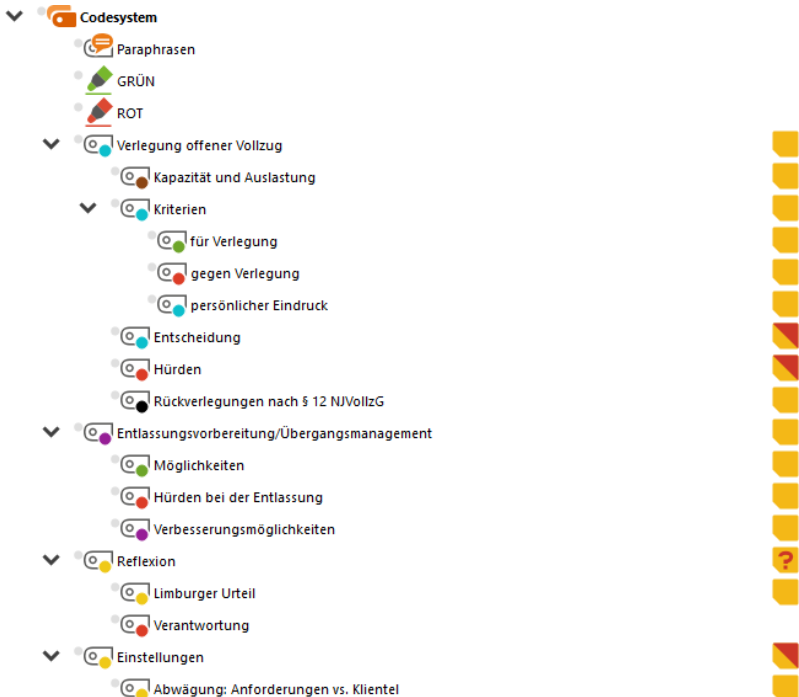 Codesystem
Paraphrasen
GRÜN
ROT
Verlegung offener Vollzug
Kapazität und Auslastung
Kriterien
für Verlegung
gegen Verlegung
persönlicher Eindruck
Entscheidung
Hürden
Rückverlegungen nach § 12 NJVollzG
Entlassungsvorbereitung/Übergangsmanagement
Möglichkeiten
Hürden bei der Entlassung
Verbesserungsmöglichkeiten
Reflexion
?
Limburger Urteil
Verantwortung
Einstellungen
Abwägung: Anforderungen vs. Klientel